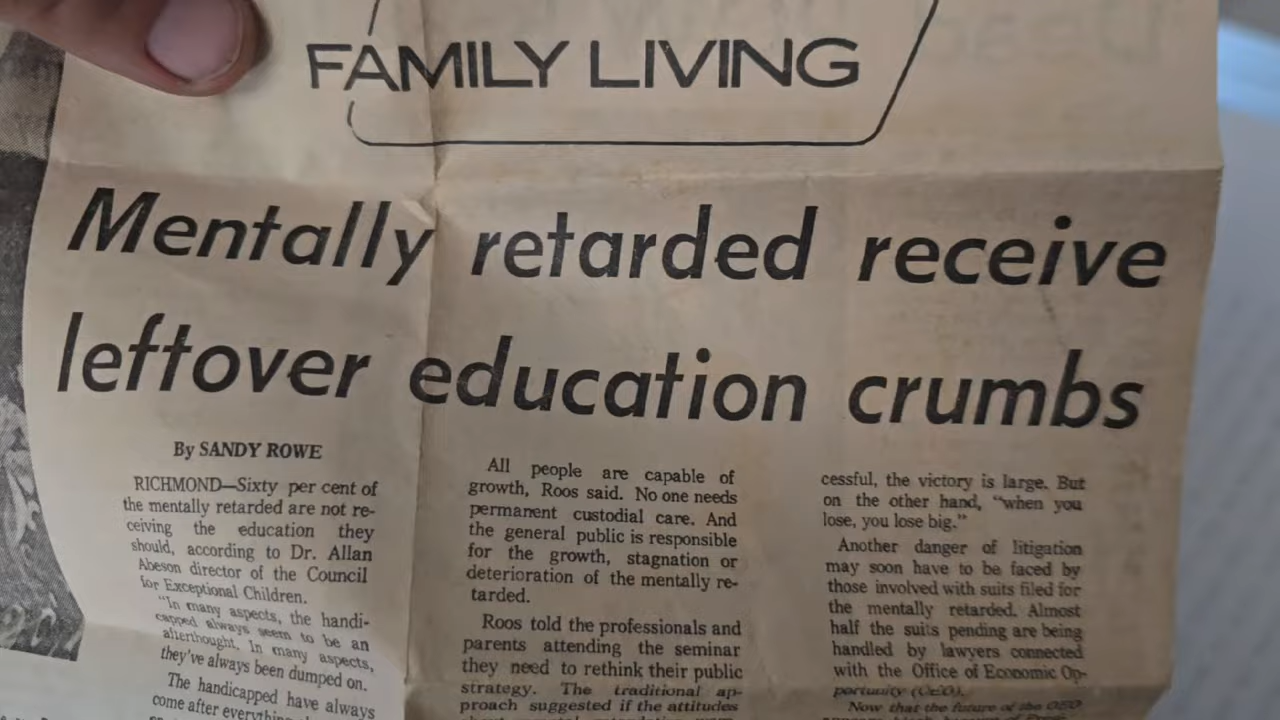 FAMILY LIVING
Mentally retarded receive
leftover education crumbs
By SANDY ROWE
RICHMOND—Sixty per cent of
the mentally retarded are not re-
ceiving the education they
should, according to Dr. Allan
Abeson director of the Council
for Exceptional Children.
"In many aspects, the handi-
capped always seem to be an
afterthought. In many aspects,
they've always been dumped on.
The handicapped have always
come after everything
All people are capable of
growth, Roos said. No one needs
permanent custodial care. And
the general public is responsible
for the growth, stagnation or
deterioration of the mentally re-
tarded.
Roos told the professionals and
parents attending the seminar
they need to rethink their public
strategy. The traditional ap-
proach suggested if the attitudes
cessful, the victory is large. But
on the other hand, "when you
lose, you lose big."
Another danger of litigation
may soon have to be faced by
those involved with suits filed for
the mentally retarded. Almost
half the suits pending are being
handled by lawyers connected
with the Office of Economic Op-
portunity (OEO).
Now that the future of the OEO